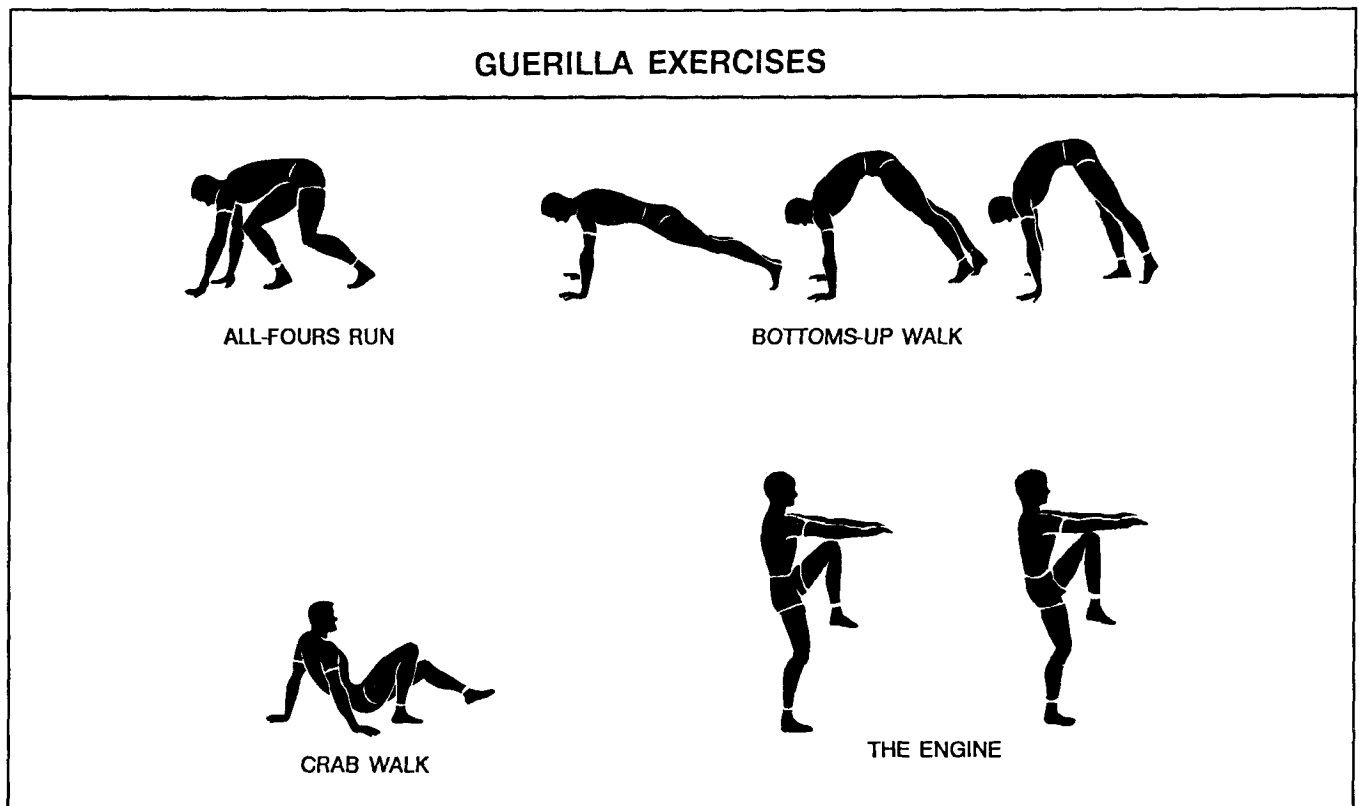 GUERILLA EXERCISES
ALL-FOURS RUN
BOTTOMS-UP WALK
CRAB WALK
THE ENGINE